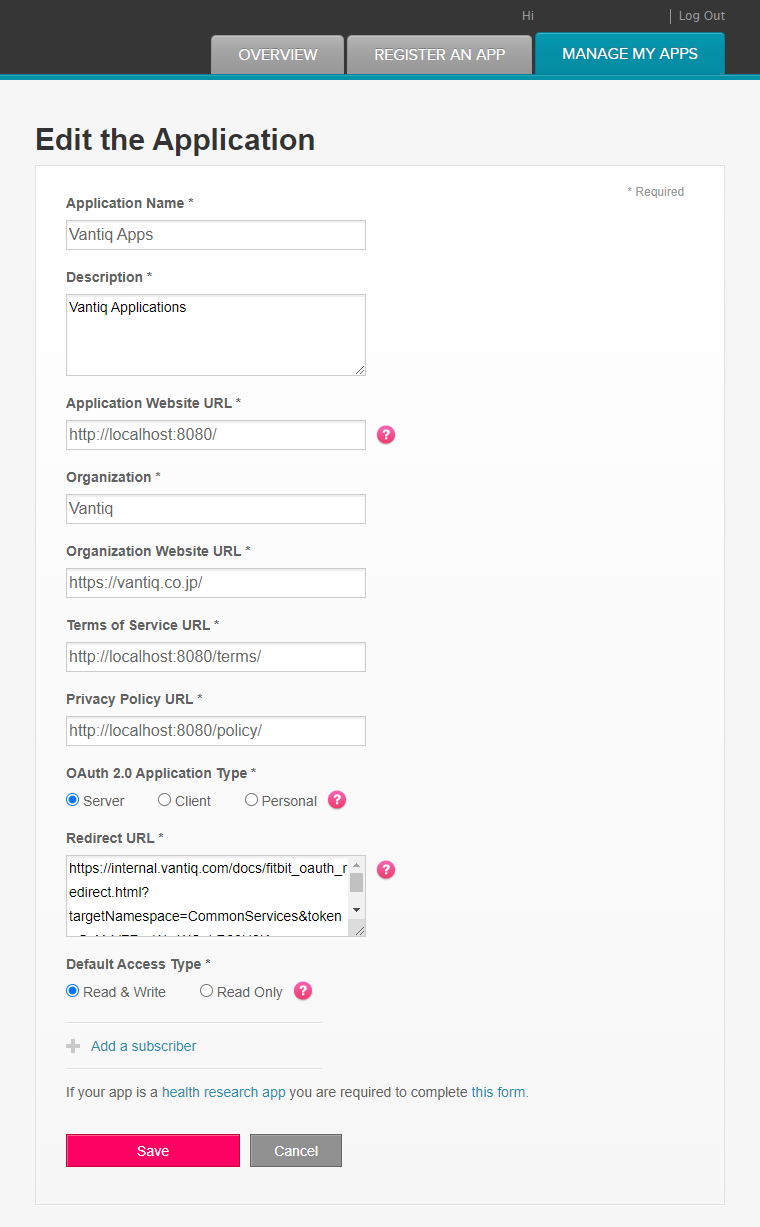 Hi | Log Out
OVERVIEW REGISTER AN APP MANAGE MY APPS
Edit the Application
* Required
Application Name *
Vantiq Apps
Description *
Vantiq Applications
Application Website URL *
http://localhost:8080/ ?
Organization *
Vantiq
Organization Website URL *
https://vantiq.co.jp/
Terms of Service URL *
http://localhost:8080/terms/
Privacy Policy URL *
http://localhost:8080/policy/
OAuth 2.0 Application Type *
Server Client Personal ?
Redirect URL *
https://internal.vantiq.com/docs/fitbit_oauth_r ?
edirect.html?
targetNamespace=CommonServices&token
Default Access Type *
Read & Write Read Only ?
Add a subscriber
If your app is a health research app you are required to complete this form.
Save Cancel